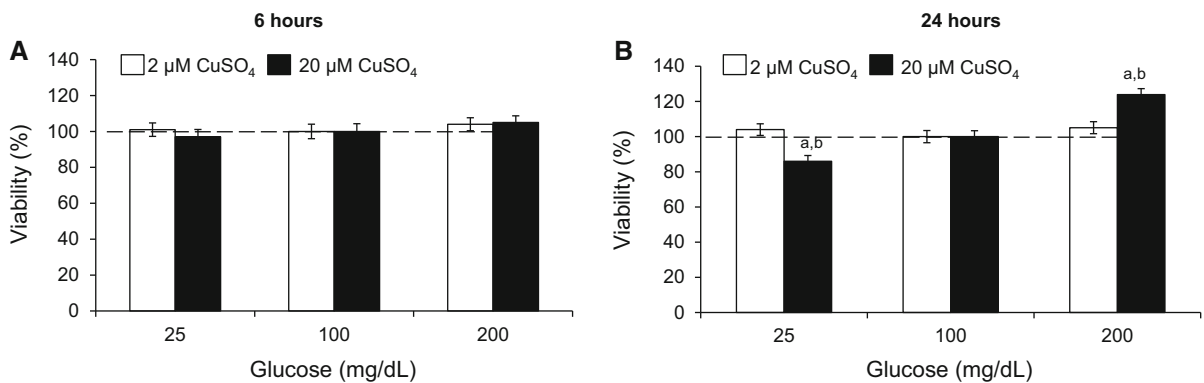 6 hours
A
2 µM CuSO₄ 20 µM CuSO₄
140
120
100
80
60
40
20
0
Viability (%)
25 100 200
Glucose (mg/dL)
24 hours
B
2 µM CuSO₄ 20 µM CuSO₄
140
120
100
80
60
40
20
0
Viability (%)
a,b
a,b
25 100 200
Glucose (mg/dL)